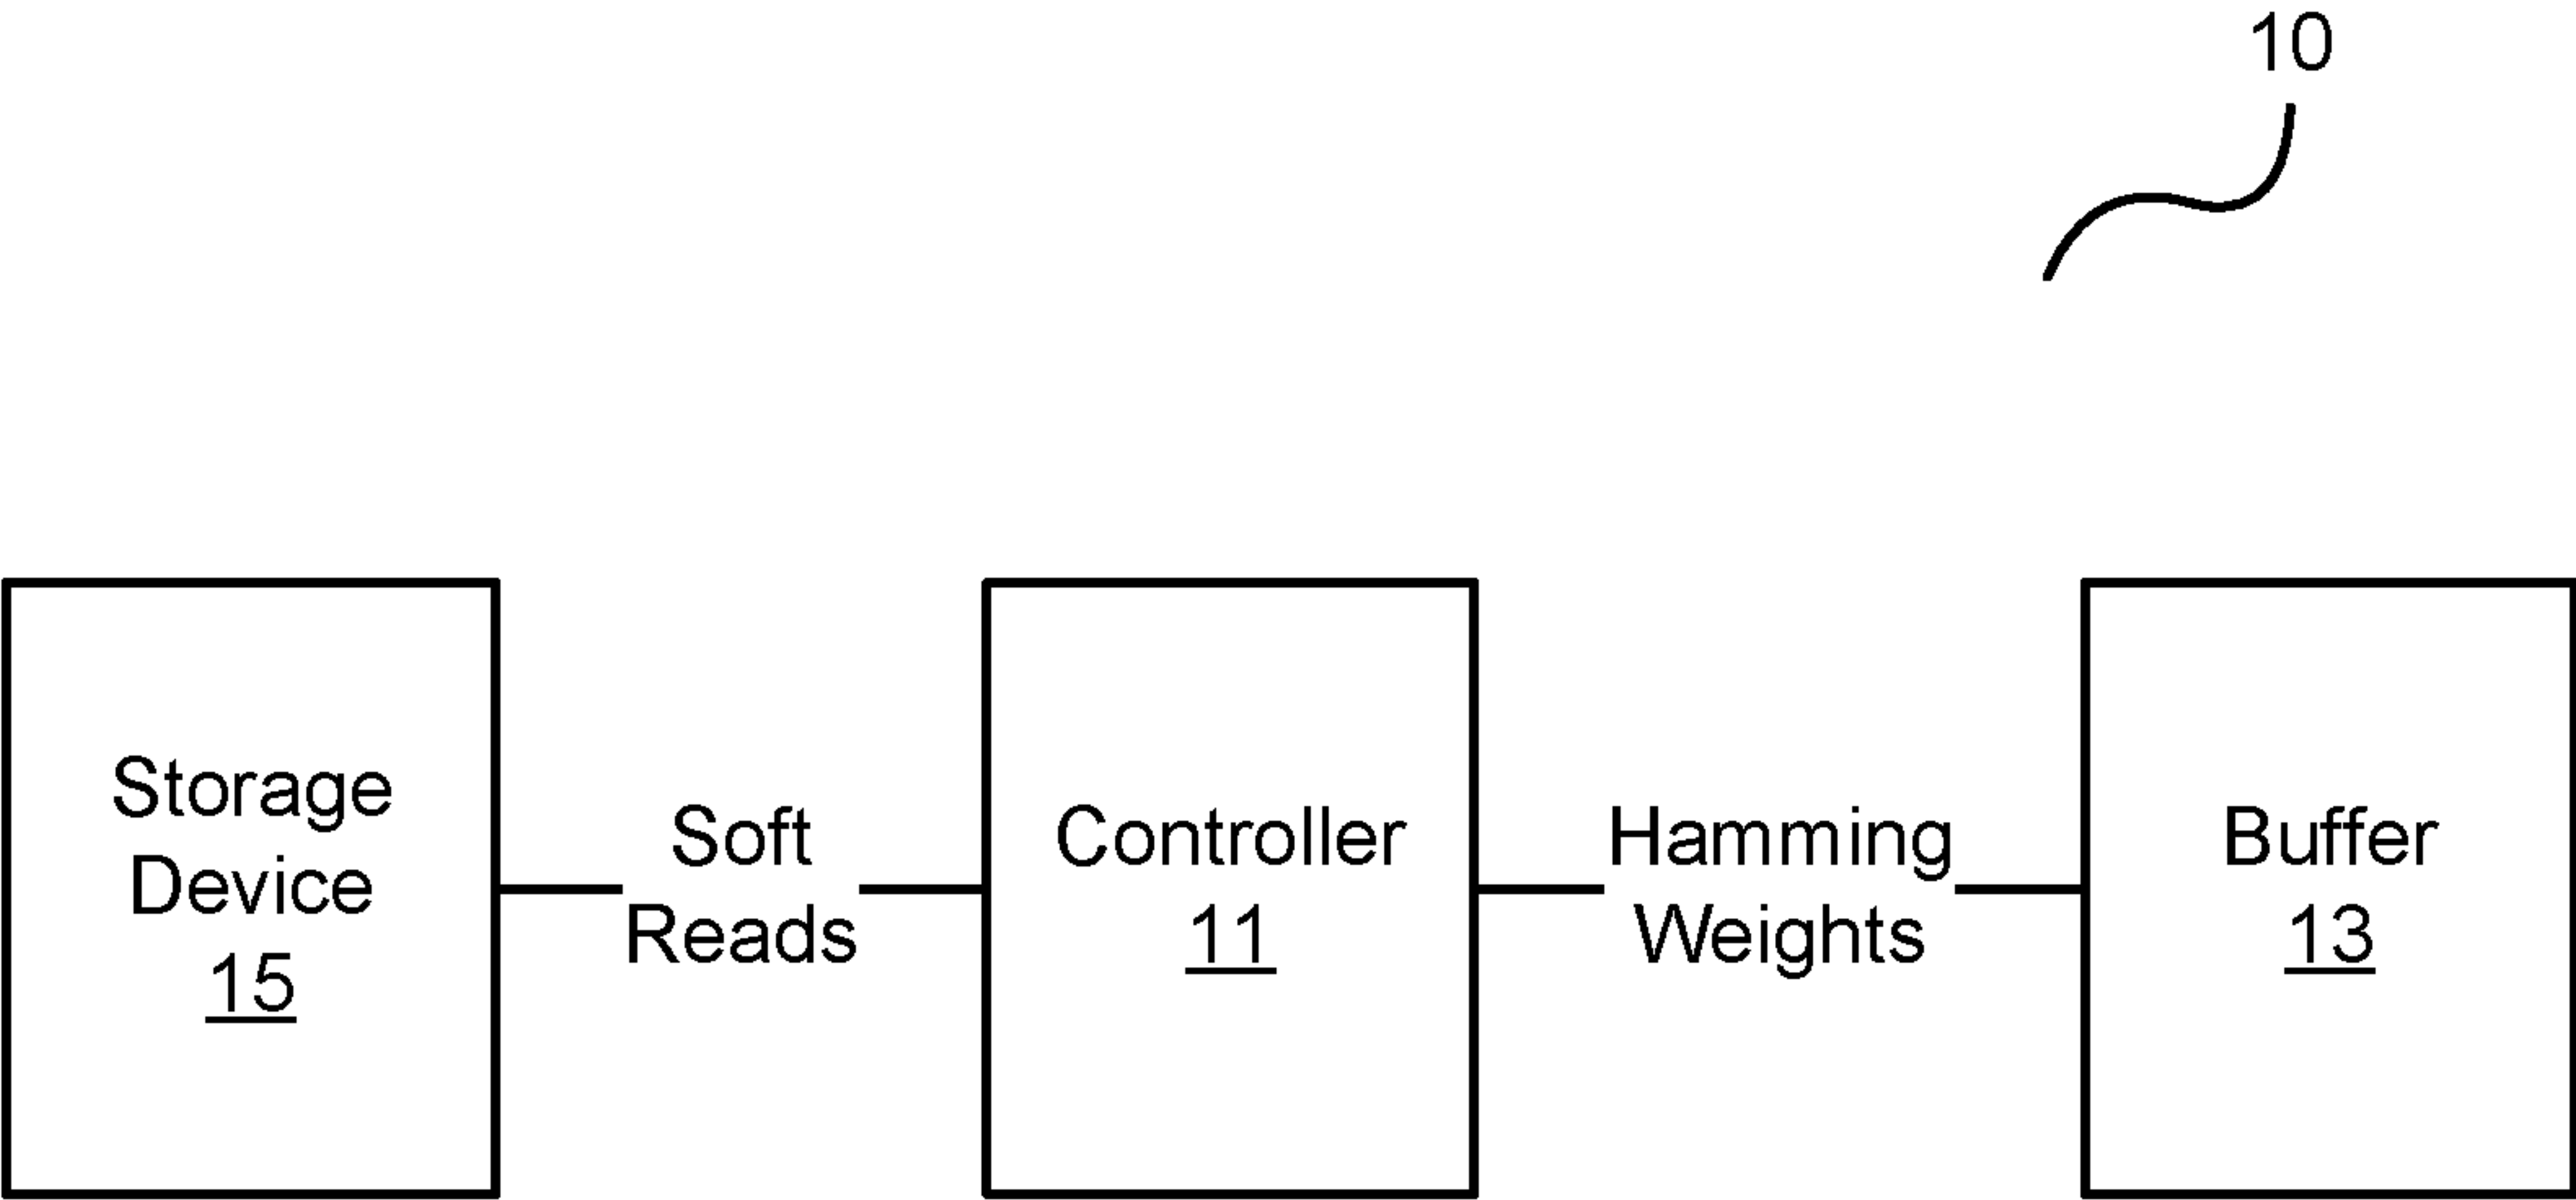 10
Storage
Device
15
Soft
Reads
Controller
11
Hamming
Weights
Buffer
13